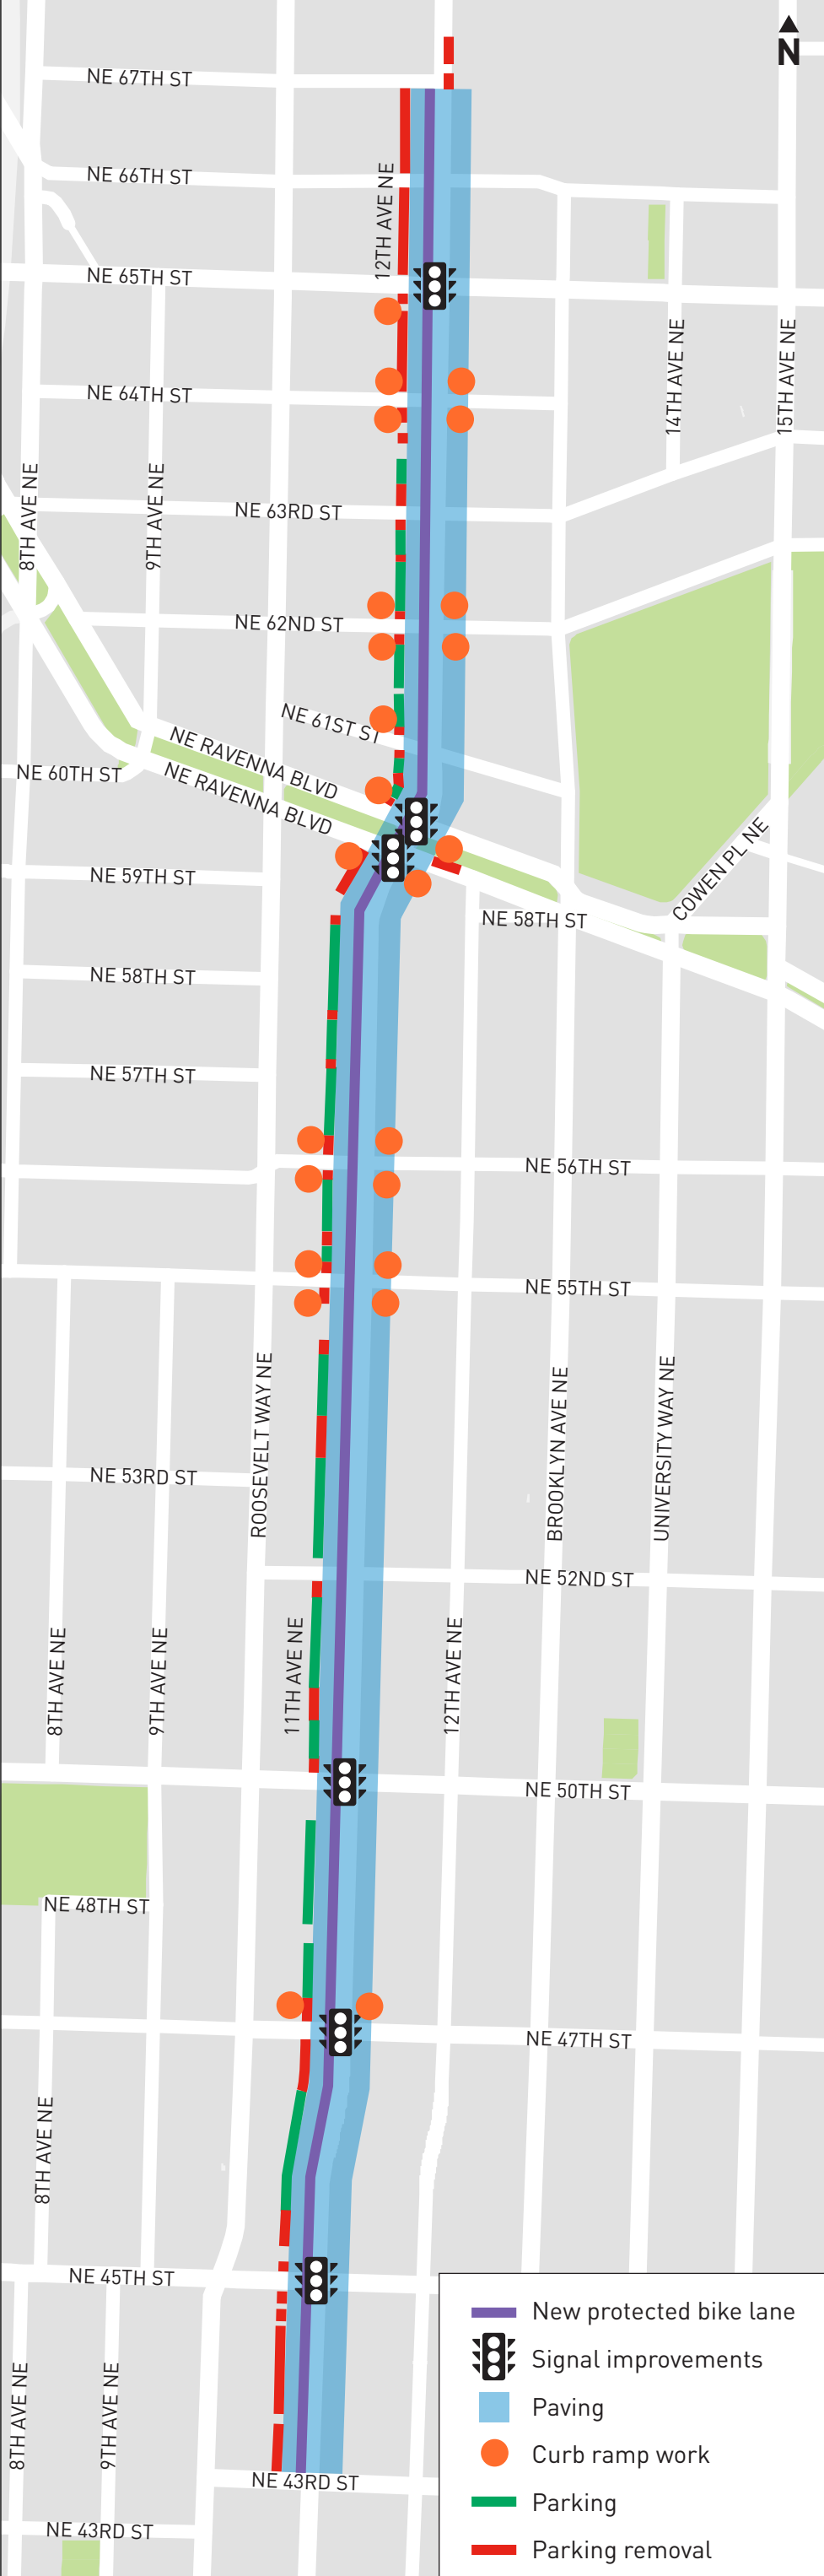 N
NE 67TH ST
NE 66TH ST
12TH AVE NE
NE 65TH ST
14TH AVE NE
15TH AVE NE
NE 64TH ST
8TH AVE NE
9TH AVE NE
NE 63RD ST
NE 62ND ST
NE 61ST ST
NE RAVENNA BLVD
NE RAVENNA BLVD
NE 60TH ST
COWEN PL NE
NE 59TH ST
NE 58TH ST
NE 58TH ST
NE 57TH ST
NE 56TH ST
NE 55TH ST
ROOSEVELT WAY NE
BROOKLYN AVE NE
UNIVERSITY WAY NE
NE 53RD ST
NE 52ND ST
8TH AVE NE
9TH AVE NE
11TH AVE NE
12TH AVE NE
NE 50TH ST
NE 48TH ST
NE 47TH ST
8TH AVE NE
NE 45TH ST
8TH AVE NE
9TH AVE NE
NE 43RD ST
NE 43RD ST
New protected bike lane
Signal improvements
Paving
Curb ramp work
Parking
Parking removal